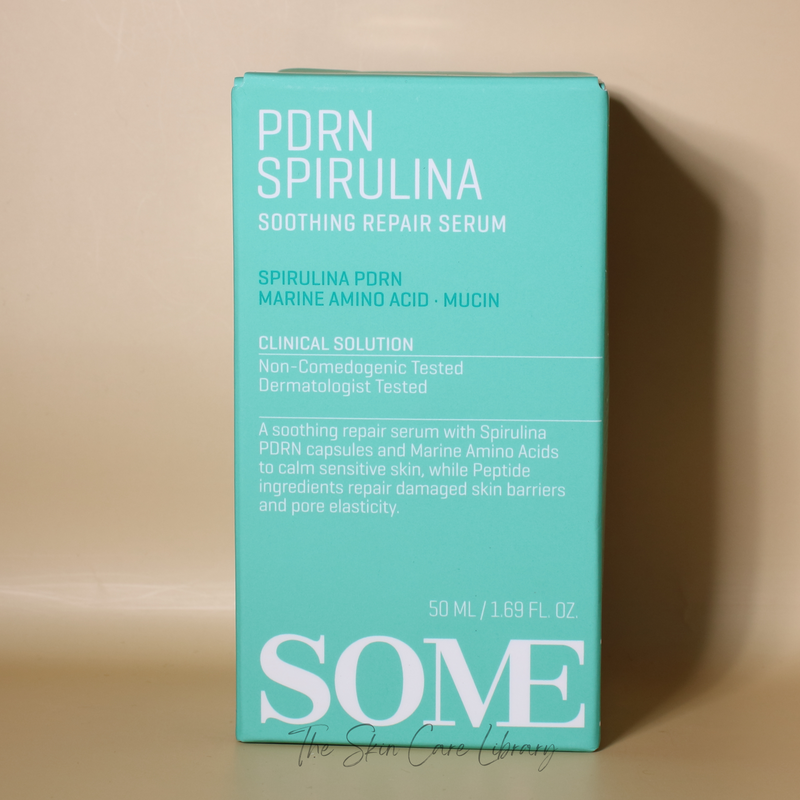 PDRN
SPIRULINA
SOOTHING REPAIR SERUM
SPIRULINA PDRN
MARINE AMINO ACID · MUCIN
CLINICAL SOLUTION
Non-Comedogenic Tested
Dermatologist Tested
A soothing repair serum with Spirulina
PDRN capsules and Marine Amino Acids
to calm sensitive skin, while Peptide
ingredients repair damaged skin barriers
and pore elasticity.
50 ML / 1.69 FL. OZ.
SOME
The Skin Care Library